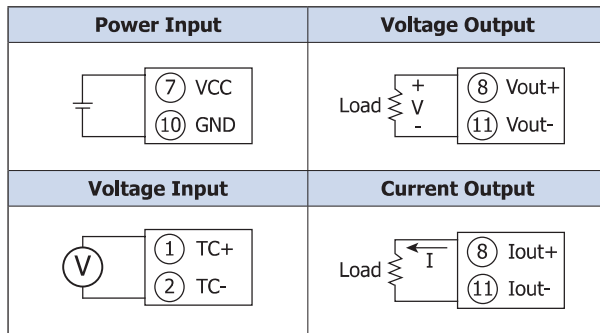 Power Input
7 VCC
10 GND
Voltage Output
Load
+
V
-
8 Vout+
11 Vout-
Voltage Input
V
1 TC+
2 TC-
Current Output
Load
I
8 Iout+
11 Iout-